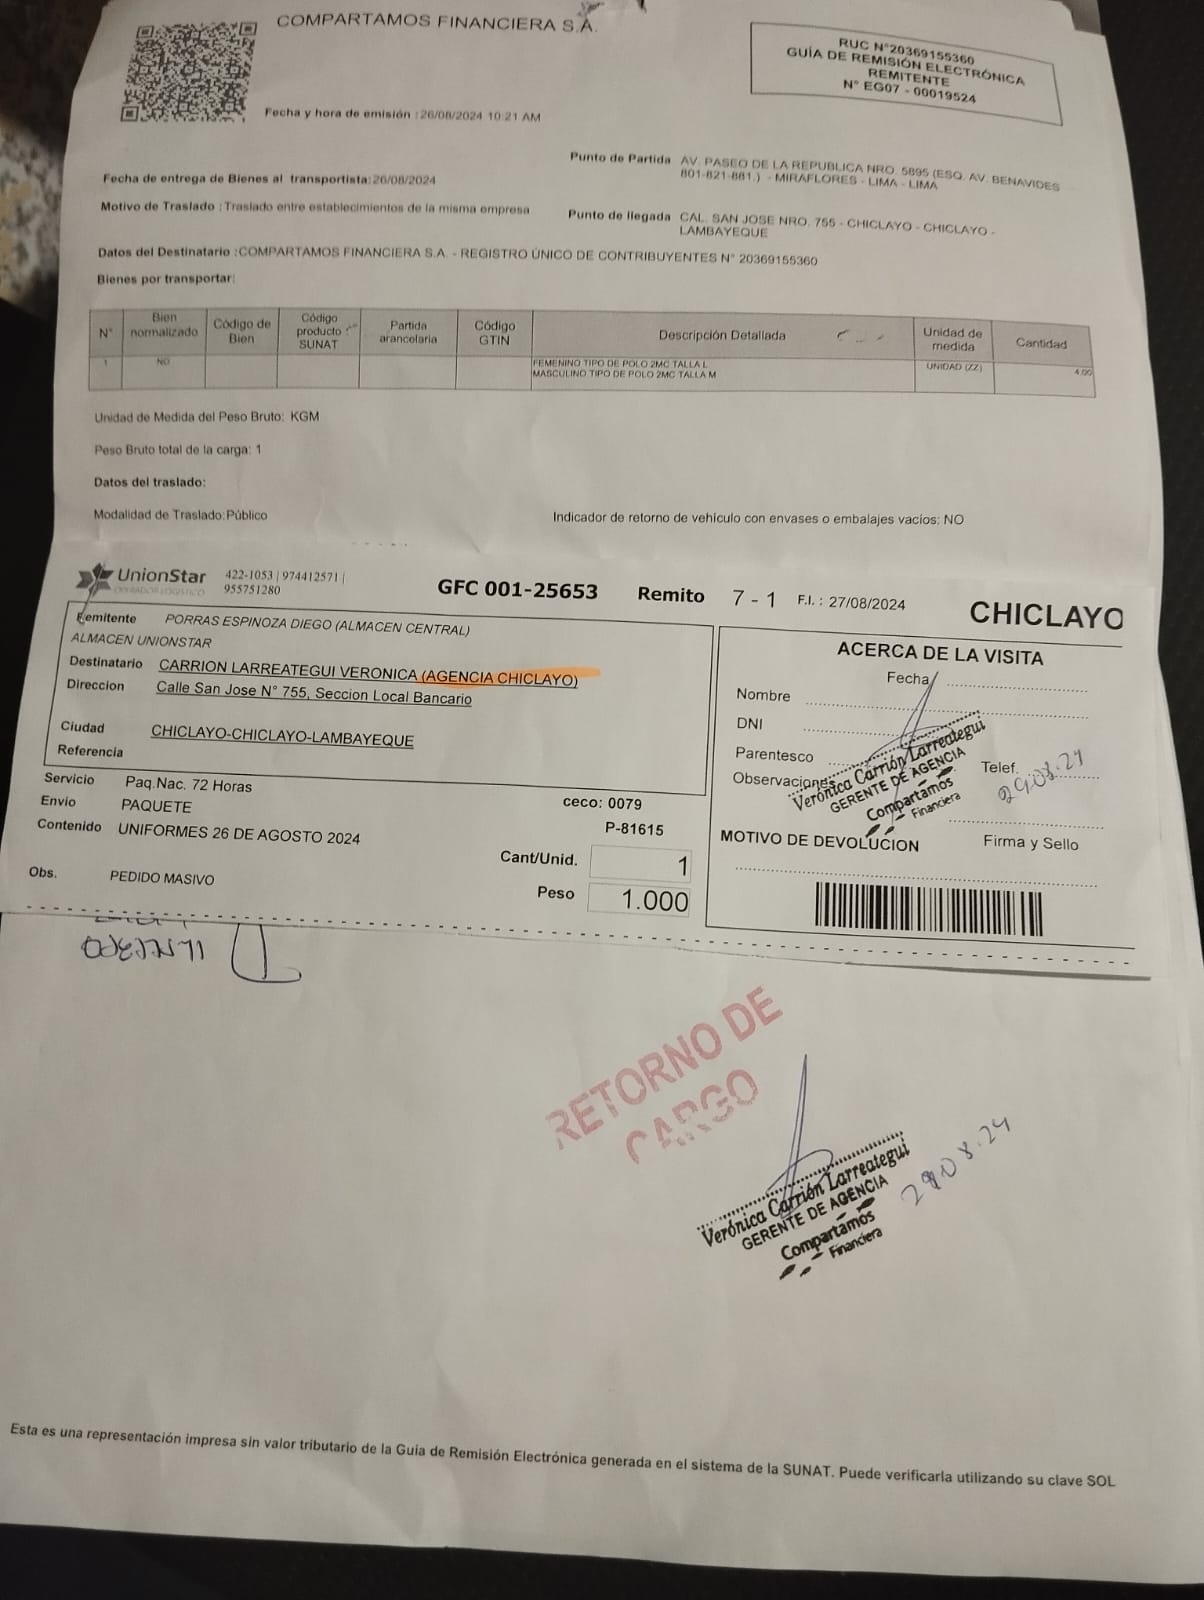 COMPARTAMOS FINANCIERA S.A.
RUC N°20369155360
GUÍA DE REMISIÓN ELECTRÓNICA
REMITENTE
N° EG07 - 00019524
Fecha y hora de emisión : 26/08/2024 10:21 AM
Fecha de entrega de Bienes al transportista: 26/08/2024
Punto de Partida AV. PASEO DE LA REPUBLICA NRO. 5895 (ESQ. AV. BENAVIDES
801-821-881.) - MIRAFLORES - LIMA - LIMA
Motivo de Traslado : Traslado entre establecimientos de la misma empresa
Punto de llegada CAL. SAN JOSE NRO. 755 - CHICLAYO - CHICLAYO -
LAMBAYEQUE
Datos del Destinatario :COMPARTAMOS FINANCIERA S.A. - REGISTRO ÚNICO DE CONTRIBUYENTES N° 20369155360
Bienes por transportar:
N° Bien normalizado Código de Bien Código producto SUNAT Partida arancelaria Código GTIN Descripción Detallada Unidad de medida Cantidad
1 NO FEMENINO TIPO DE POLO 2MC TALLA L UNIDAD (ZZ) 4.00
MASCULINO TIPO DE POLO 2MC TALLA M
Unidad de Medida del Peso Bruto: KGM
Peso Bruto total de la carga: 1
Datos del traslado:
Modalidad de Traslado: Público
Indicador de retorno de vehiculo con envases o embalajes vacíos: NO
UnionStar
OPERADOR LOGISTICO
422-1053 | 974412571 |
955751280
GFC 001-25653 Remito 7 - 1 F.I. : 27/08/2024 CHICLAYO
Remitente PORRAS ESPINOZA DIEGO (ALMACEN CENTRAL)
ALMACEN UNIONSTAR
Destinatario CARRION LARREATEGUI VERONICA (AGENCIA CHICLAYO)
Direccion Calle San Jose N° 755, Seccion Local Bancario
Ciudad CHICLAYO-CHICLAYO-LAMBAYEQUE
Referencia
Servicio Paq.Nac. 72 Horas
Envio PAQUETE
Contenido UNIFORMES 26 DE AGOSTO 2024
Obs. PEDIDO MASIVO
ceco: 0079
P-81615
Cant/Unid. 1
Peso 1.000
ACERCA DE LA VISITA
Fecha
Nombre
DNI
Parentesco
Observaciones
Telef.
29.08.24
Verónica Carrión Larreategui
GERENTE DE AGENCIA
Compartamos
Financiera
MOTIVO DE DEVOLUCION
Firma y Sello
RETORNO DE
CARGO
Verónica Carrión Larreategui
GERENTE DE AGENCIA
Compartamos
Financiera
29.08.24
Esta es una representación impresa sin valor tributario de la Guía de Remisión Electrónica generada en el sistema de la SUNAT. Puede verificarla utilizando su clave SOL